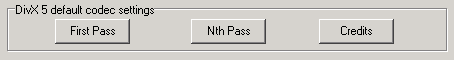 DivX 5 default codec settings
First Pass Nth Pass Credits